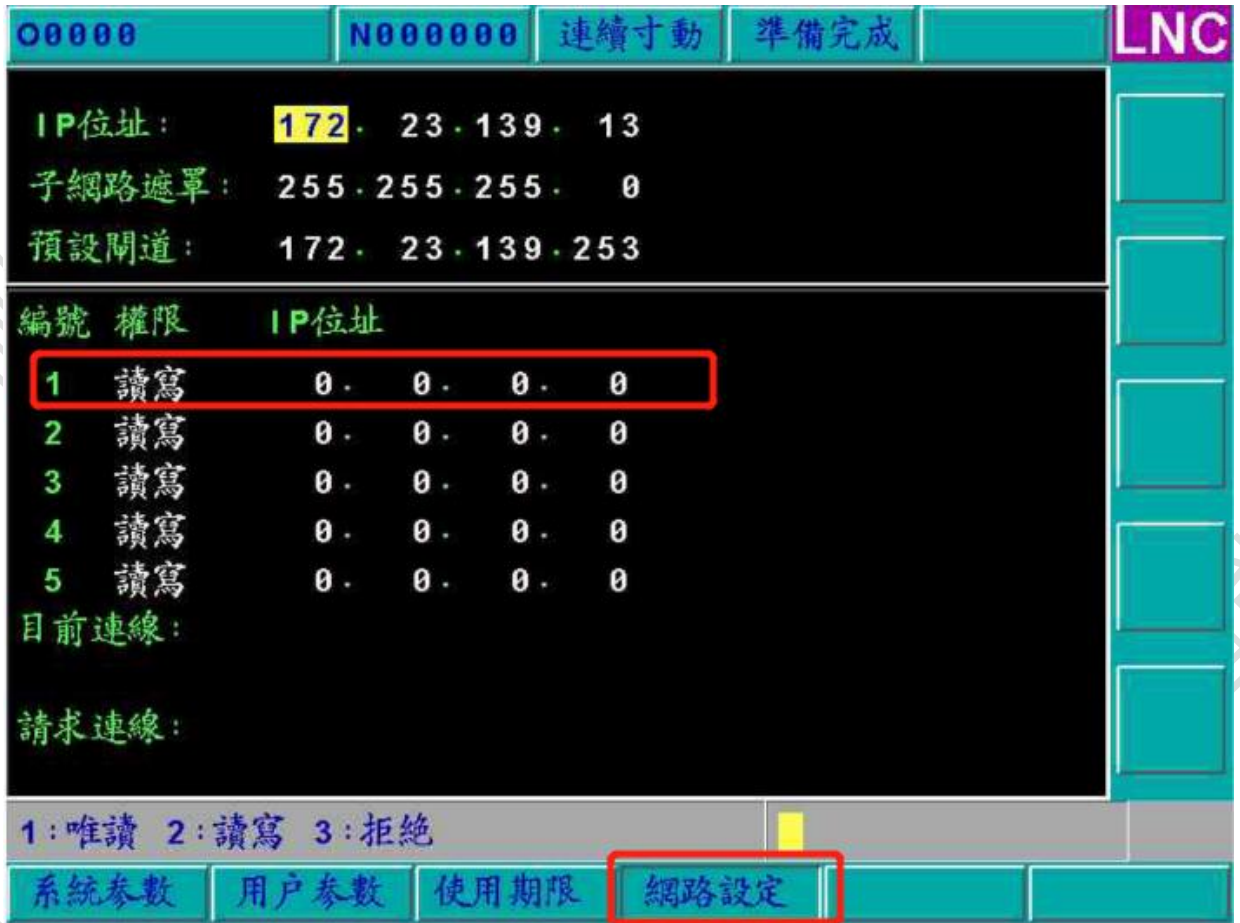 O0000 N000000 連續寸動 準備完成 LNC
IP位址: 172. 23.139. 13
子網路遮罩: 255.255.255. 0
預設閘道: 172. 23.139.253
編號 權限 IP位址
1 讀寫 0. 0. 0. 0
2 讀寫 0. 0. 0. 0
3 讀寫 0. 0. 0. 0
4 讀寫 0. 0. 0. 0
5 讀寫 0. 0. 0. 0
目前連線:
請求連線:
1:唯讀 2:讀寫 3:拒絕
系統參數 用戶參數 使用期限 網路設定